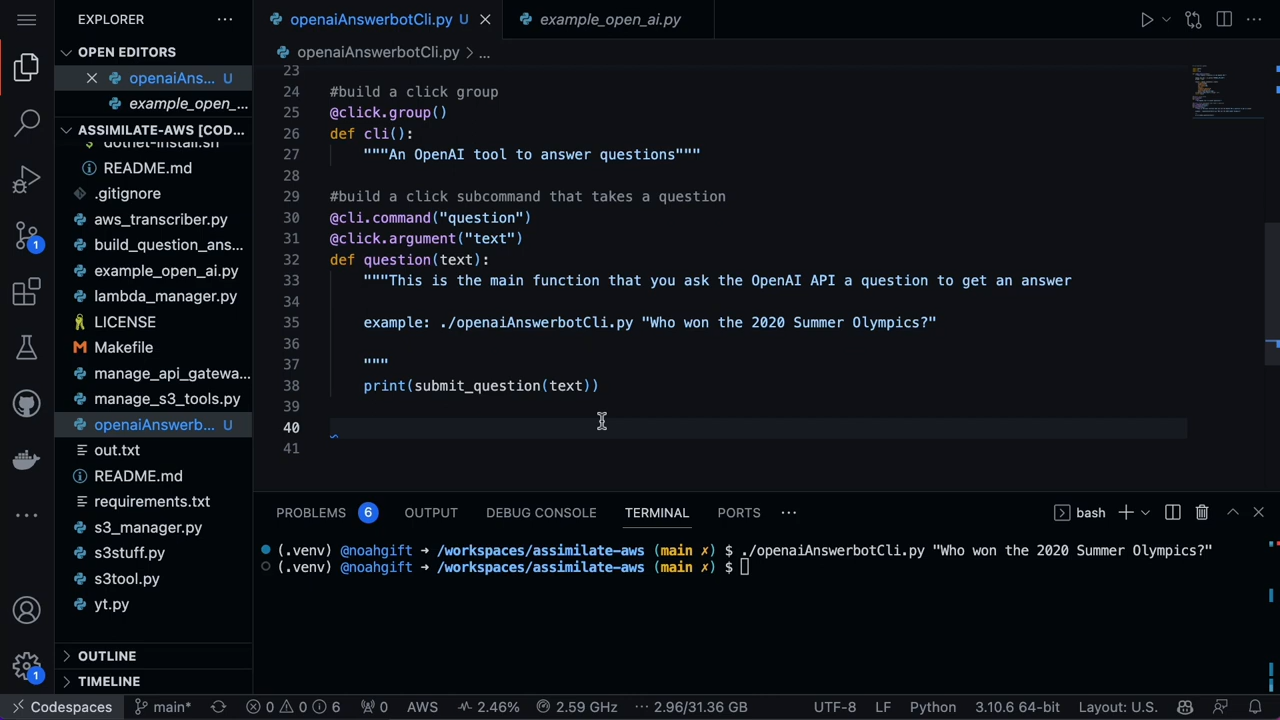 EXPLORER
openaiAnswerbotCli.py U
example_open_ai.py
OPEN EDITORS
openaiAns... U
example_open_...
ASSIMILATE-AWS [COD...
dotnet-install.sh
README.md
.gitignore
aws_transcriber.py
build_question_ans...
example_open_ai.py
lambda_manager.py
LICENSE
Makefile
manage_api_gatewa...
manage_s3_tools.py
openaiAnswerb... U
out.txt
README.md
requirements.txt
s3_manager.py
s3stuff.py
s3tool.py
yt.py
OUTLINE
TIMELINE
1
1
openaiAnswerbotCli.py > ...
23
24 #build a click group
25 @click.group()
26 def cli():
27 """An OpenAI tool to answer questions"""
28
29 #build a click subcommand that takes a question
30 @cli.command("question")
31 @click.argument("text")
32 def question(text):
33 """This is the main function that you ask the OpenAI API a question to get an answer
34
35 example: ./openaiAnswerbotCli.py "Who won the 2020 Summer Olympics?"
36
37 """
38 print(submit_question(text))
39
40
41
PROBLEMS 6 OUTPUT DEBUG CONSOLE TERMINAL PORTS
bash
(.venv) @noahgift → /workspaces/assimilate-aws (main ✗) $ ./openaiAnswerbotCli.py "Who won the 2020 Summer Olympics?"
(.venv) @noahgift → /workspaces/assimilate-aws (main ✗) $
Codespaces main* 0 0 6 0 AWS 2.46% 2.59 GHz 2.96/31.36 GB UTF-8 LF Python 3.10.6 64-bit Layout: U.S.